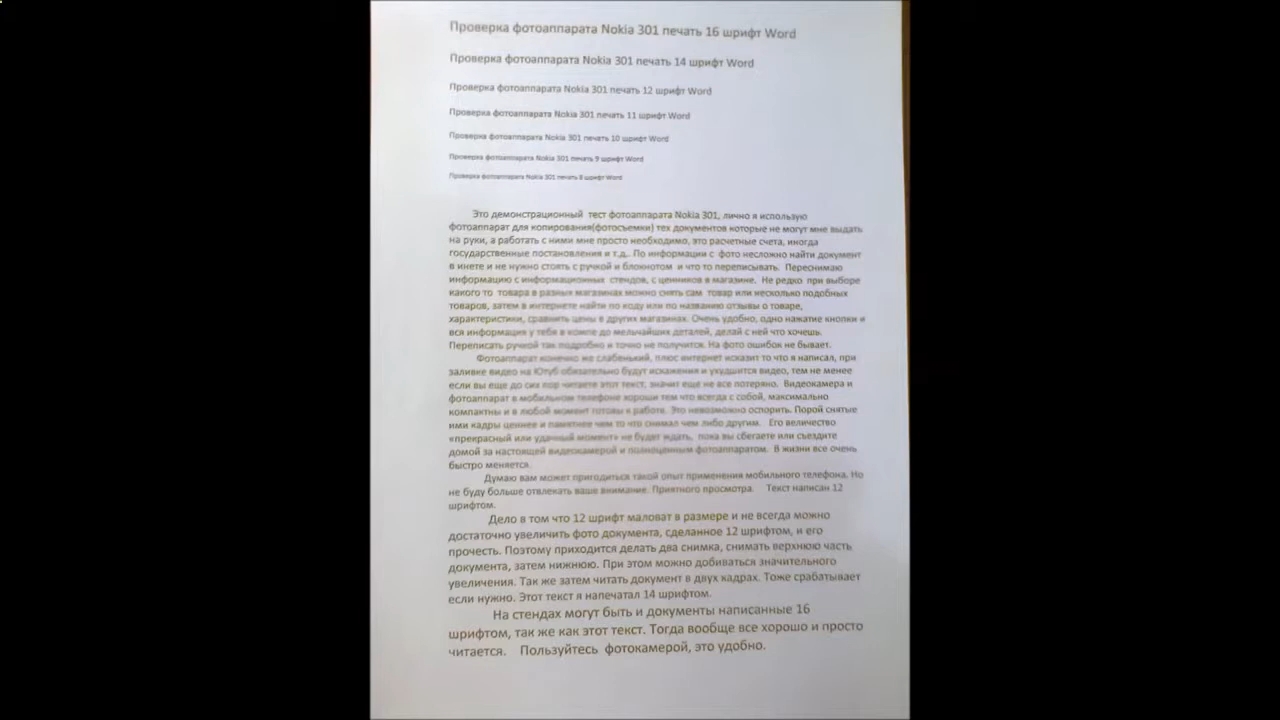 Проверка фотоаппарата Nokia 301 печать 16 шрифт Word
Проверка фотоаппарата Nokia 301 печать 14 шрифт Word
Проверка фотоаппарата Nokia 301 печать 12 шрифт Word
Проверка фотоаппарата Nokia 301 печать 11 шрифт Word
Проверка фотоаппарата Nokia 301 печать 10 шрифт Word
Проверка фотоаппарата Nokia 301 печать 9 шрифт Word
Проверка фотоаппарата Nokia 301 печать 8 шрифт Word
Это демонстрационный тест фотоаппарата Nokia 301, лично я использую
фотоаппарат для копирования(фотосъемки) тех документов которые не могут мне выдать
на руки, а работать с ними мне просто необходимо, это расчетные счета, иногда
государственные постановления и т.д.. По информации с фото несложно найти документ
в инете и не нужно стоять с ручкой и блокнотом и что то переписывать. Переснимаю
информацию с информационных стендов, с ценников в магазине. Не редко при выборе
какого то товара в разных магазинах можно снять сам товар или несколько подобных
товаров, затем в интернете найти по коду или по названию отзывы о товаре,
характеристики, сравнить цены в других магазинах. Очень удобно, одно нажатие кнопки и
вся информация у тебя в компе до мельчайших деталей, делай с ней что хочешь.
Переписать ручкой так подробно и точно не получится. На фото ошибок не бывает.
Фотоаппарат конечно же слабенький, плюс интернет исказит то что я написал, при
заливке видео на Ютуб обязательно будут искажения и ухудшится видео, тем не менее
если вы еще до сих пор читаете этот текст, значит еще не все потеряно. Видеокамера и
фотоаппарат в мобильном телефоне хороши тем что всегда с собой, максимально
компактны и в любой момент готовы к работе. Это невозможно оспорить. Порой снятые
ими кадры ценнее и памятнее чем то что снимал чем либо другим. Его величество
«прекрасный или удачный момент» не будет ждать, пока вы сбегаете или съездите
домой за настоящей видеокамерой и полноценным фотоаппаратом. В жизни все очень
быстро меняется.
Думаю вам может пригодиться такой опыт применения мобильного телефона. Но
не буду больше отвлекать ваше внимание. Приятного просмотра. Текст написан 12
шрифтом.
Дело в том что 12 шрифт маловат в размере и не всегда можно
достаточно увеличить фото документа, сделанное 12 шрифтом, и его
прочесть. Поэтому приходится делать два снимка, снимать верхнюю часть
документа, затем нижнюю. При этом можно добиваться значительного
увеличения. Так же затем читать документ в двух кадрах. Тоже срабатывает
если нужно. Этот текст я напечатал 14 шрифтом.
На стендах могут быть и документы написанные 16
шрифтом, так же как этот текст. Тогда вообще все хорошо и просто
читается. Пользуйтесь фотокамерой, это удобно.